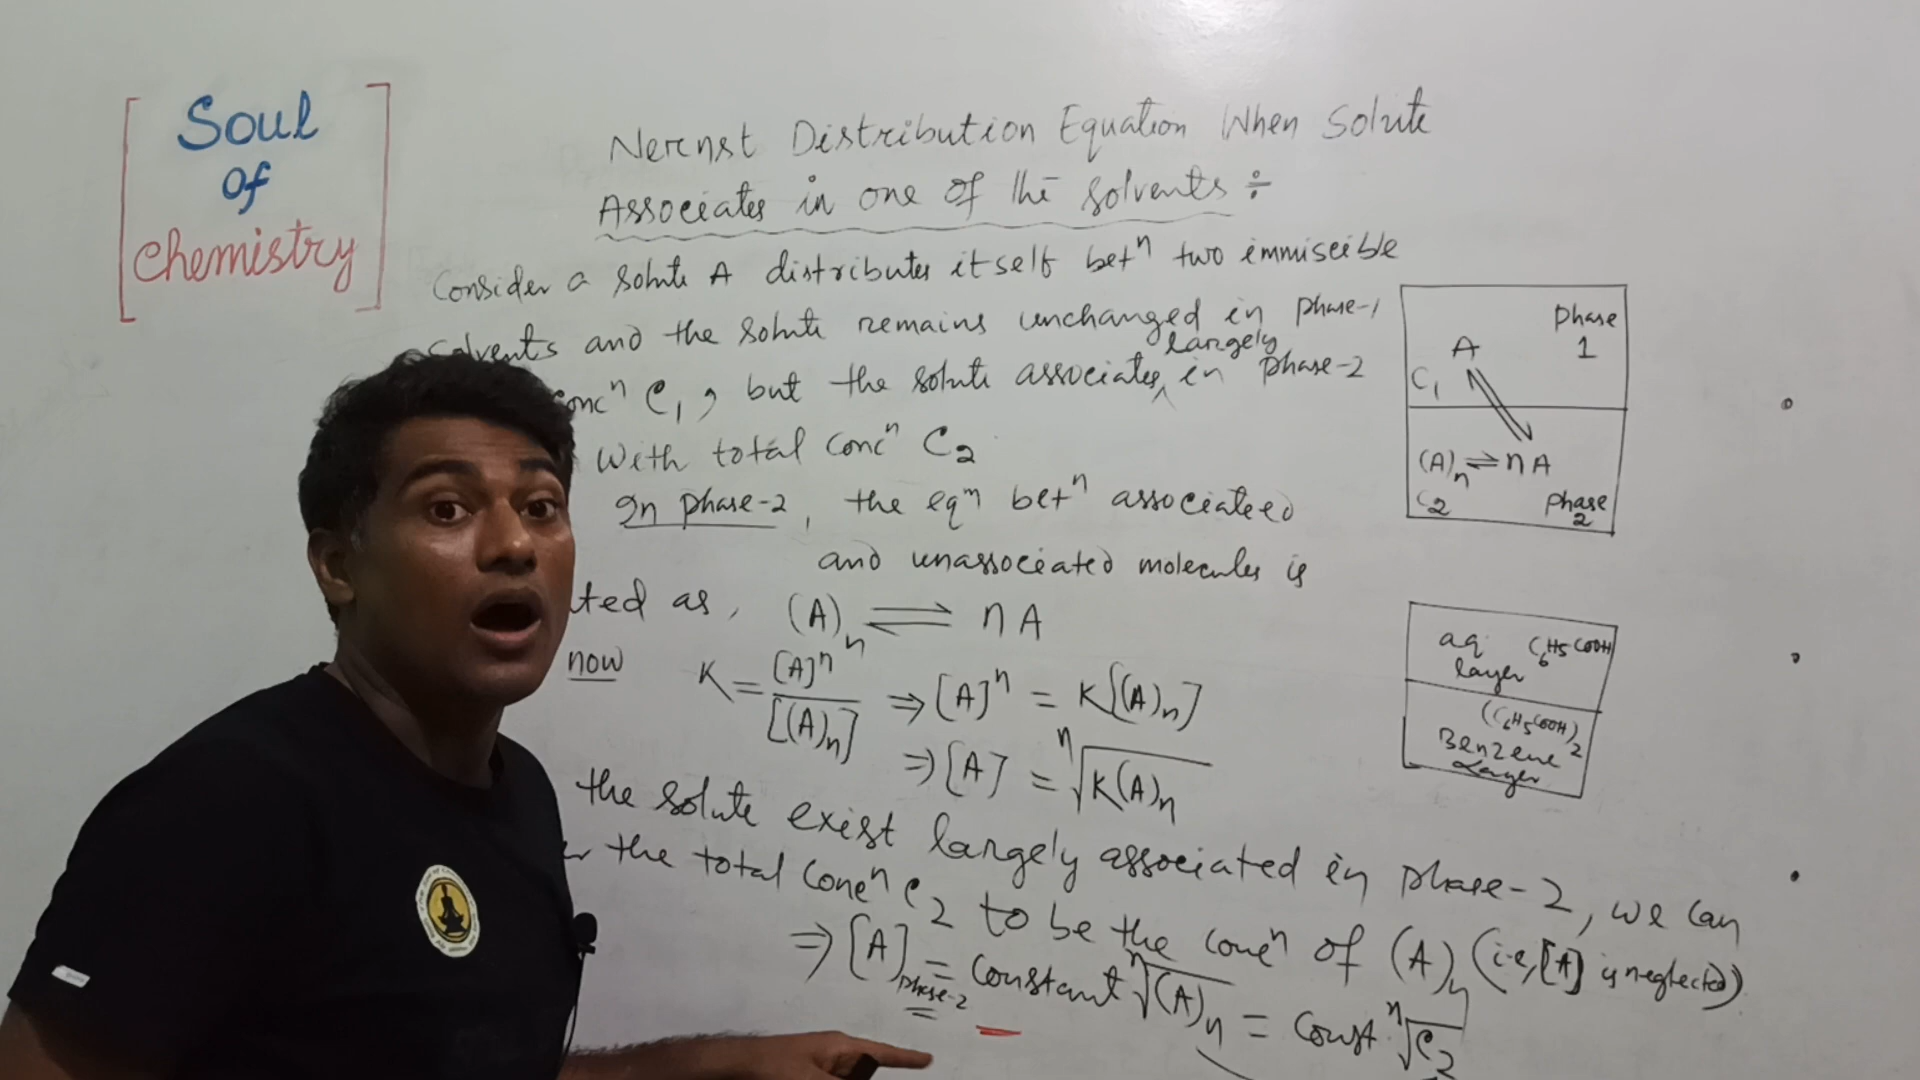 Soul
of
Chemistry
Nernst Distribution Equation When Solute
Associates in one of the solvents ÷
Consider a solute A distributes itself betⁿ two immiscible
solvents and the solute remains unchanged in phase-1
largely
concⁿ C₁, but the solute associates ^ in phase-2
With total concⁿ C₂
In phase-2, the eqᵐ betⁿ associated
and unassociated molecules is
ted as, (A)ₙ ⇌ nA
now K = [A]ⁿ / [(A)ₙ] ⇒ [A]ⁿ = K[(A)ₙ]
⇒ [A] = ⁿ√K(A)ₙ
the solute exist largely associated in phase-2, we can
the total concⁿ C₂ to be the concⁿ of (A)ₙ (i.e, [A] is neglected)
⇒ [A]phase-2 = Constant ⁿ√(A)ₙ = Const. ⁿ√C₂
Phase
1
A
C₁
(A)ₙ ⇌ nA
C₂
Phase
2
aq C₆H₅COOH
layer
(C₆H₅COOH)₂
Benzene
Layer